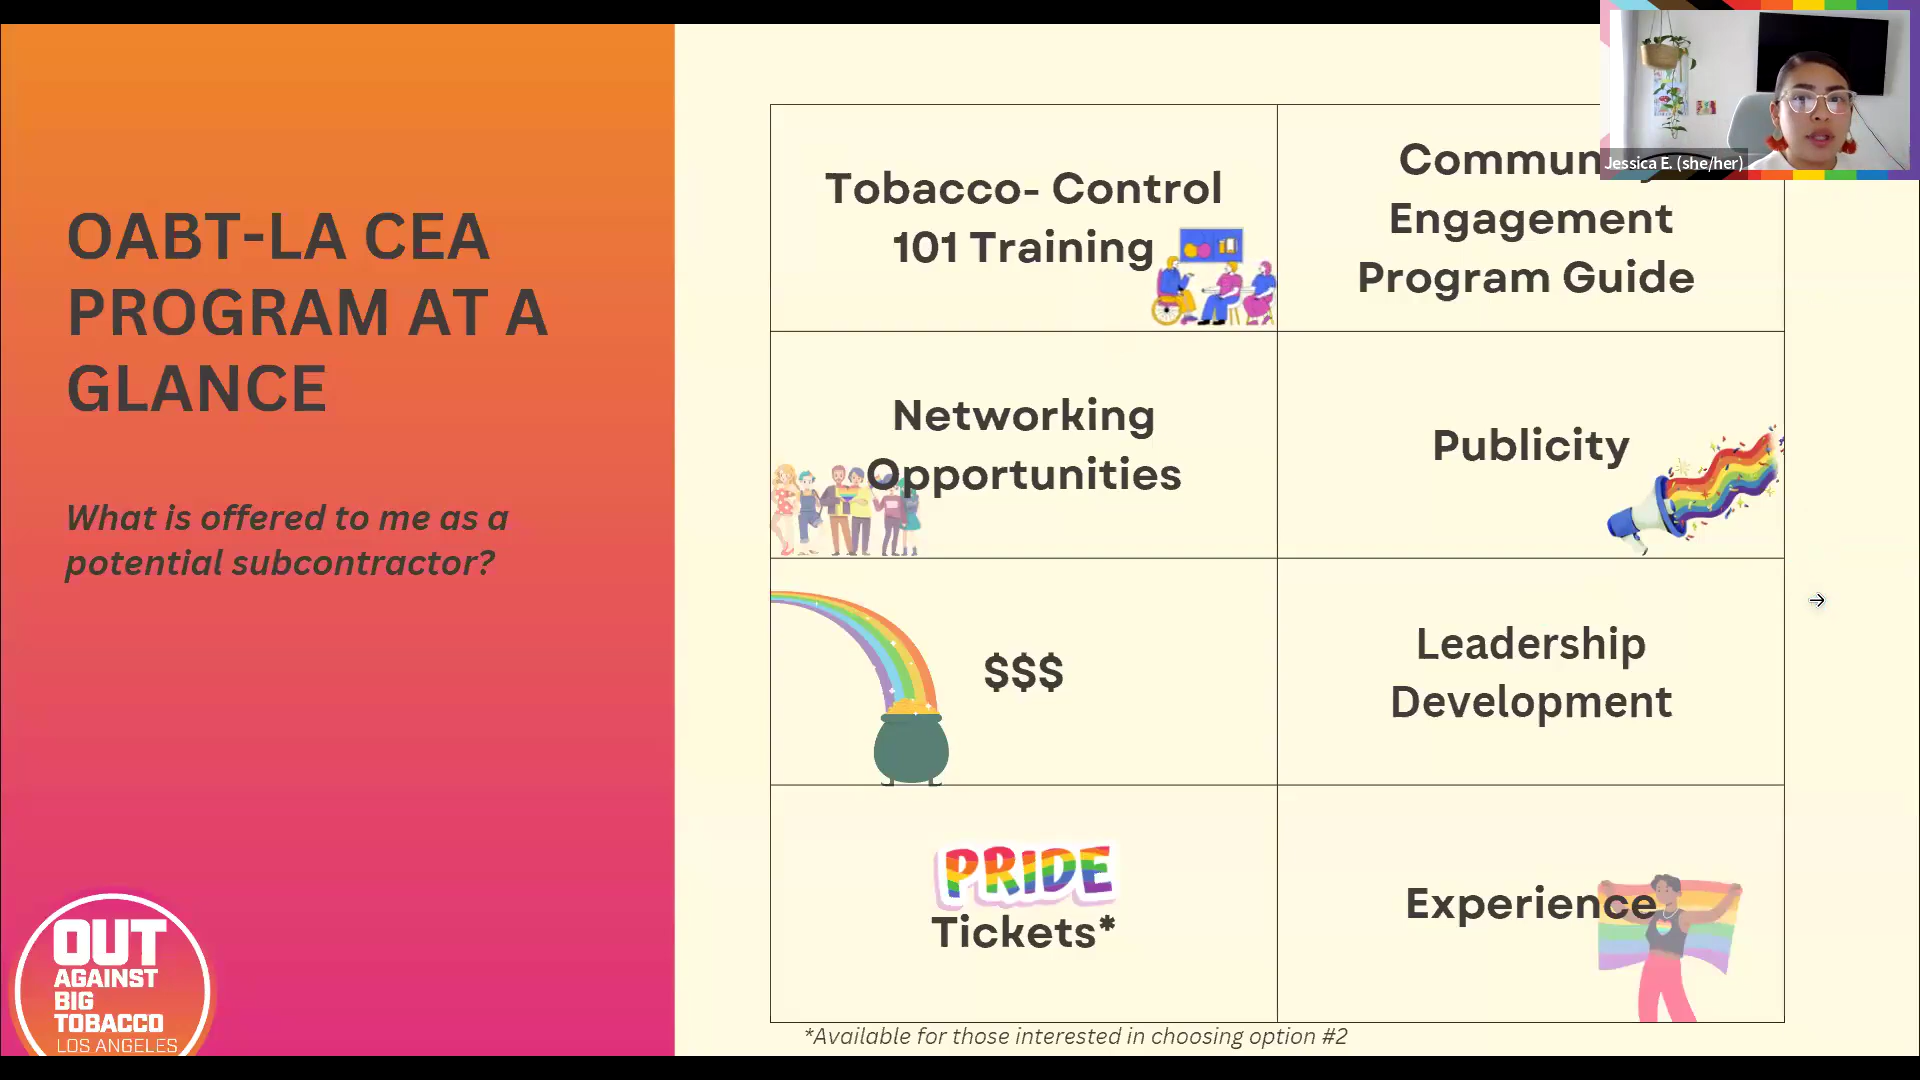 OABT-LA CEA
PROGRAM AT A
GLANCE
What is offered to me as a
potential subcontractor?
OUT
AGAINST
BIG
TOBACCO
LOS ANGELES
Tobacco- Control
101 Training
Engagement
Program Guide
Networking
Opportunities
Publicity
$$$
Leadership
Development
PRIDE
Tickets*
Experience
*Available for those interested in choosing option #2
Jessica E. (she/her)